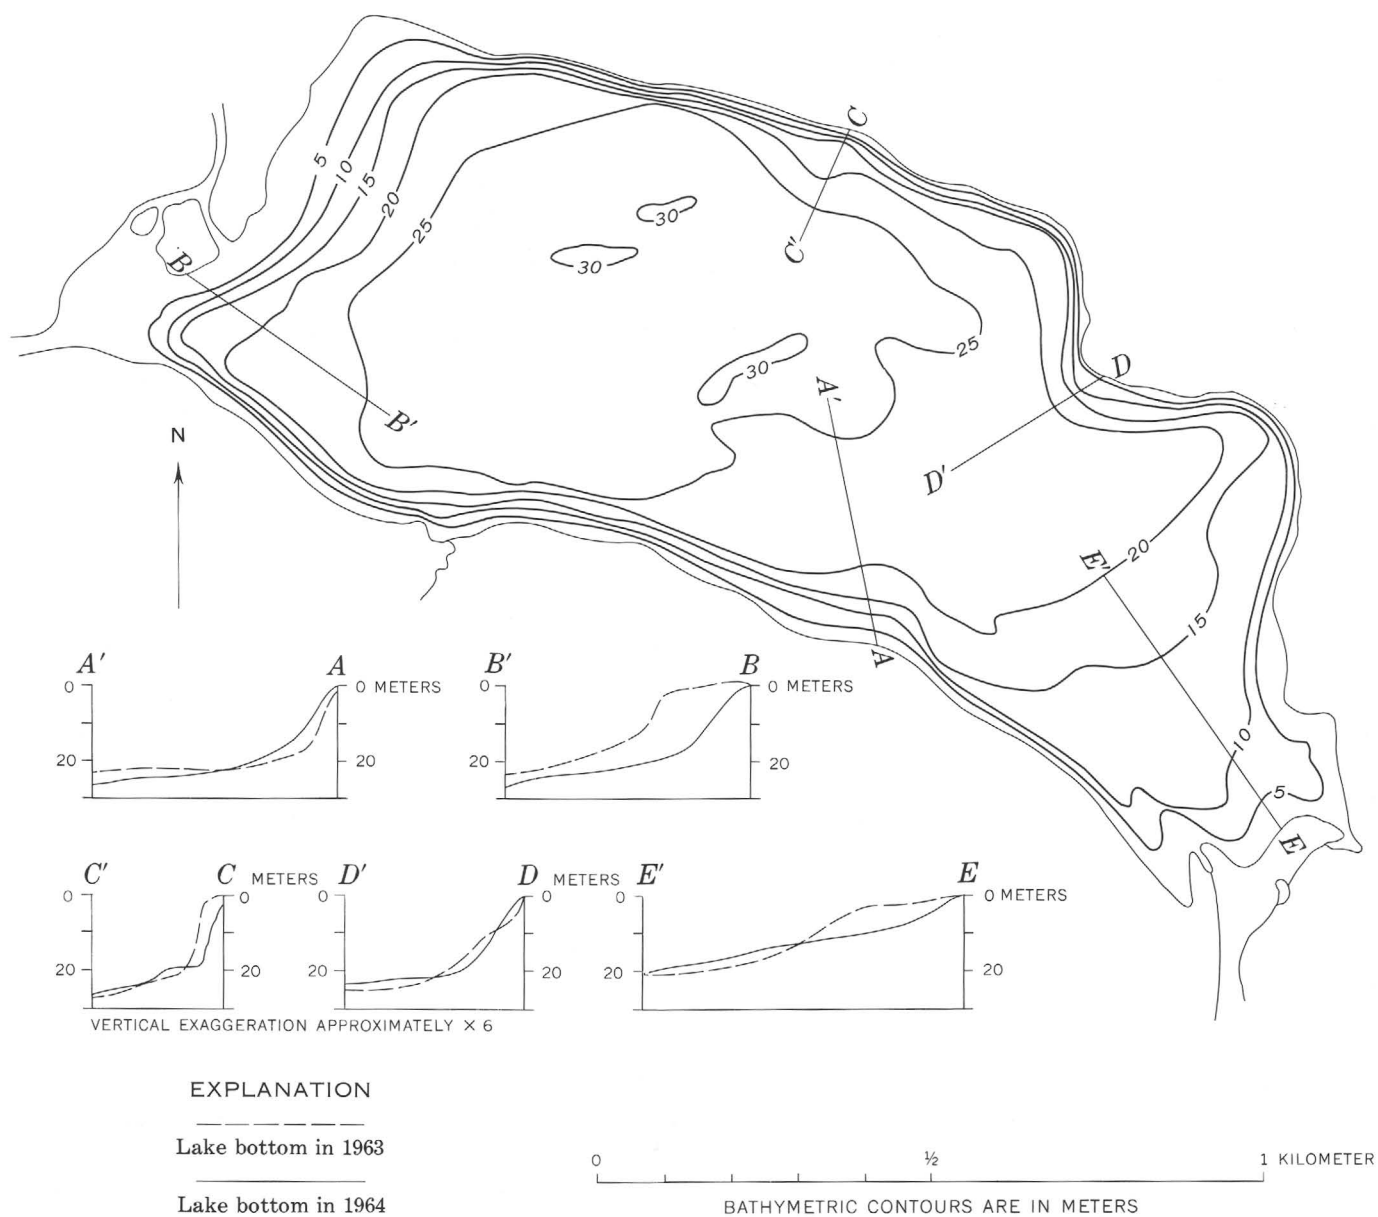 C
5
10
15
20
25
30
30
C'
B
25
D
30
A'
B'
N
D'
E'
20
15
A
10
5
E
A' A B' B
0 0 METERS 0 0 METERS
20 20 20 20
C' C METERS D' D METERS E' E
0 0 0 0 0 0 METERS
20 20 20 20 20 20
VERTICAL EXAGGERATION APPROXIMATELY × 6
EXPLANATION
Lake bottom in 1963
Lake bottom in 1964
0 ½ 1 KILOMETER
BATHYMETRIC CONTOURS ARE IN METERS